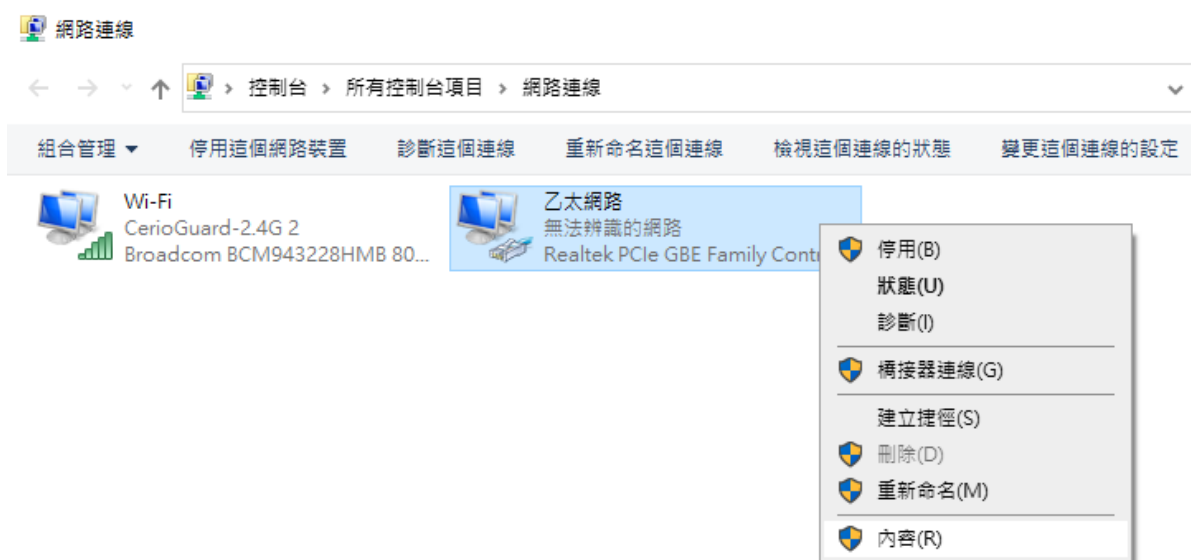 網路連線
控制台 › 所有控制台項目 › 網路連線
組合管理 停用這個網路裝置 診斷這個連線 重新命名這個連線 檢視這個連線的狀態 變更這個連線的設定
Wi-Fi
CerioGuard-2.4G 2
Broadcom BCM943228HMB 80...
乙太網路
無法辨識的網路
Realtek PCIe GBE Family Contr
停用(B)
狀態(U)
診斷(I)
橋接器連線(G)
建立捷徑(S)
刪除(D)
重新命名(M)
內容(R)